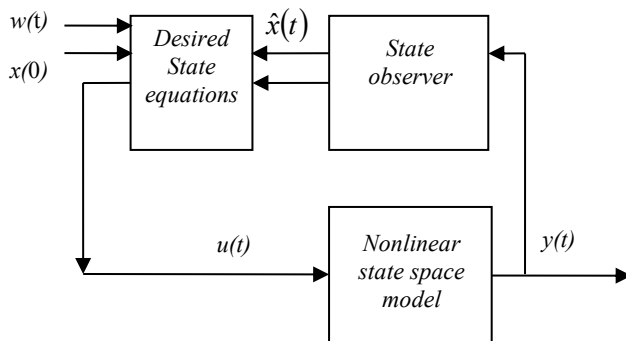 w(t)
x(0)
Desired
State
equations
x̂(t)
State
observer
u(t)
Nonlinear
state space
model
y(t)